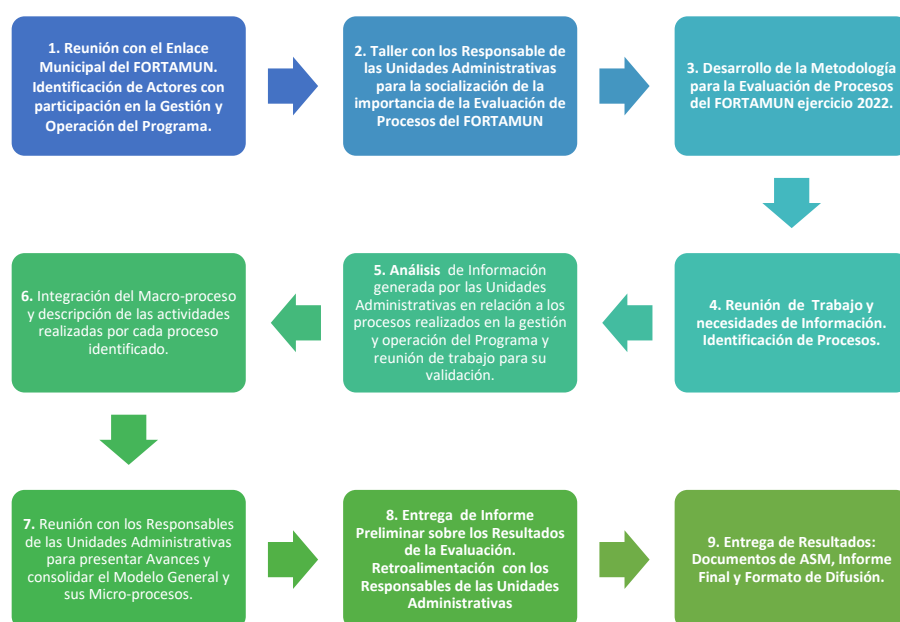 1. Reunión con el Enlace
Municipal del FORTAMUN.
Identificación de Actores con
participación en la Gestión y
Operación del Programa.
2. Taller con los Responsable de
las Unidades Administrativas
para la socialización de la
importancia de la Evaluación de
Procesos del FORTAMUN
3. Desarrollo de la Metodología
para la Evaluación de Procesos
del FORTAMUN ejercicio 2022.
4. Reunión de Trabajo y
necesidades de Información.
Identificación de Procesos.
5. Análisis de Información
generada por las Unidades
Administrativas en relación a los
procesos realizados en la gestión
y operación del Programa y
reunión de trabajo para su
validación.
6. Integración del Macro-proceso
y descripción de las actividades
realizadas por cada proceso
identificado.
7. Reunión con los Responsables
de las Unidades Administrativas
para presentar Avances y
consolidar el Modelo General y
sus Micro-procesos.
8. Entrega de Informe
Preliminar sobre los Resultados
de la Evaluación.
Retroalimentación con los
Responsables de las Unidades
Administrativas
9. Entrega de Resultados:
Documentos de ASM, Informe
Final y Formato de Difusión.